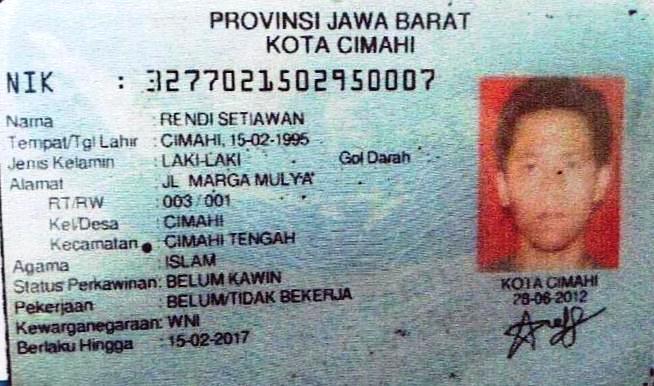 PROVINSI JAWA BARAT
KOTA CIMAHI
NIK : 3277021502950007
Nama : RENDI SETIAWAN
Tempat/Tgl Lahir : CIMAHI, 15-02-1995
Jenis Kelamin : LAKI-LAKI Gol Darah
Alamat : JL MARGA MULYA
RT/RW : 003 / 001
Kel/Desa : CIMAHI
Kecamatan : CIMAHI TENGAH
Agama : ISLAM
Status Perkawinan: BELUM KAWIN
Pekerjaan : BELUM/TIDAK BEKERJA
Kewarganegaraan: WNI
Berlaku Hingga : 15-02-2017
KOTA CIMAHI
28-06-2012